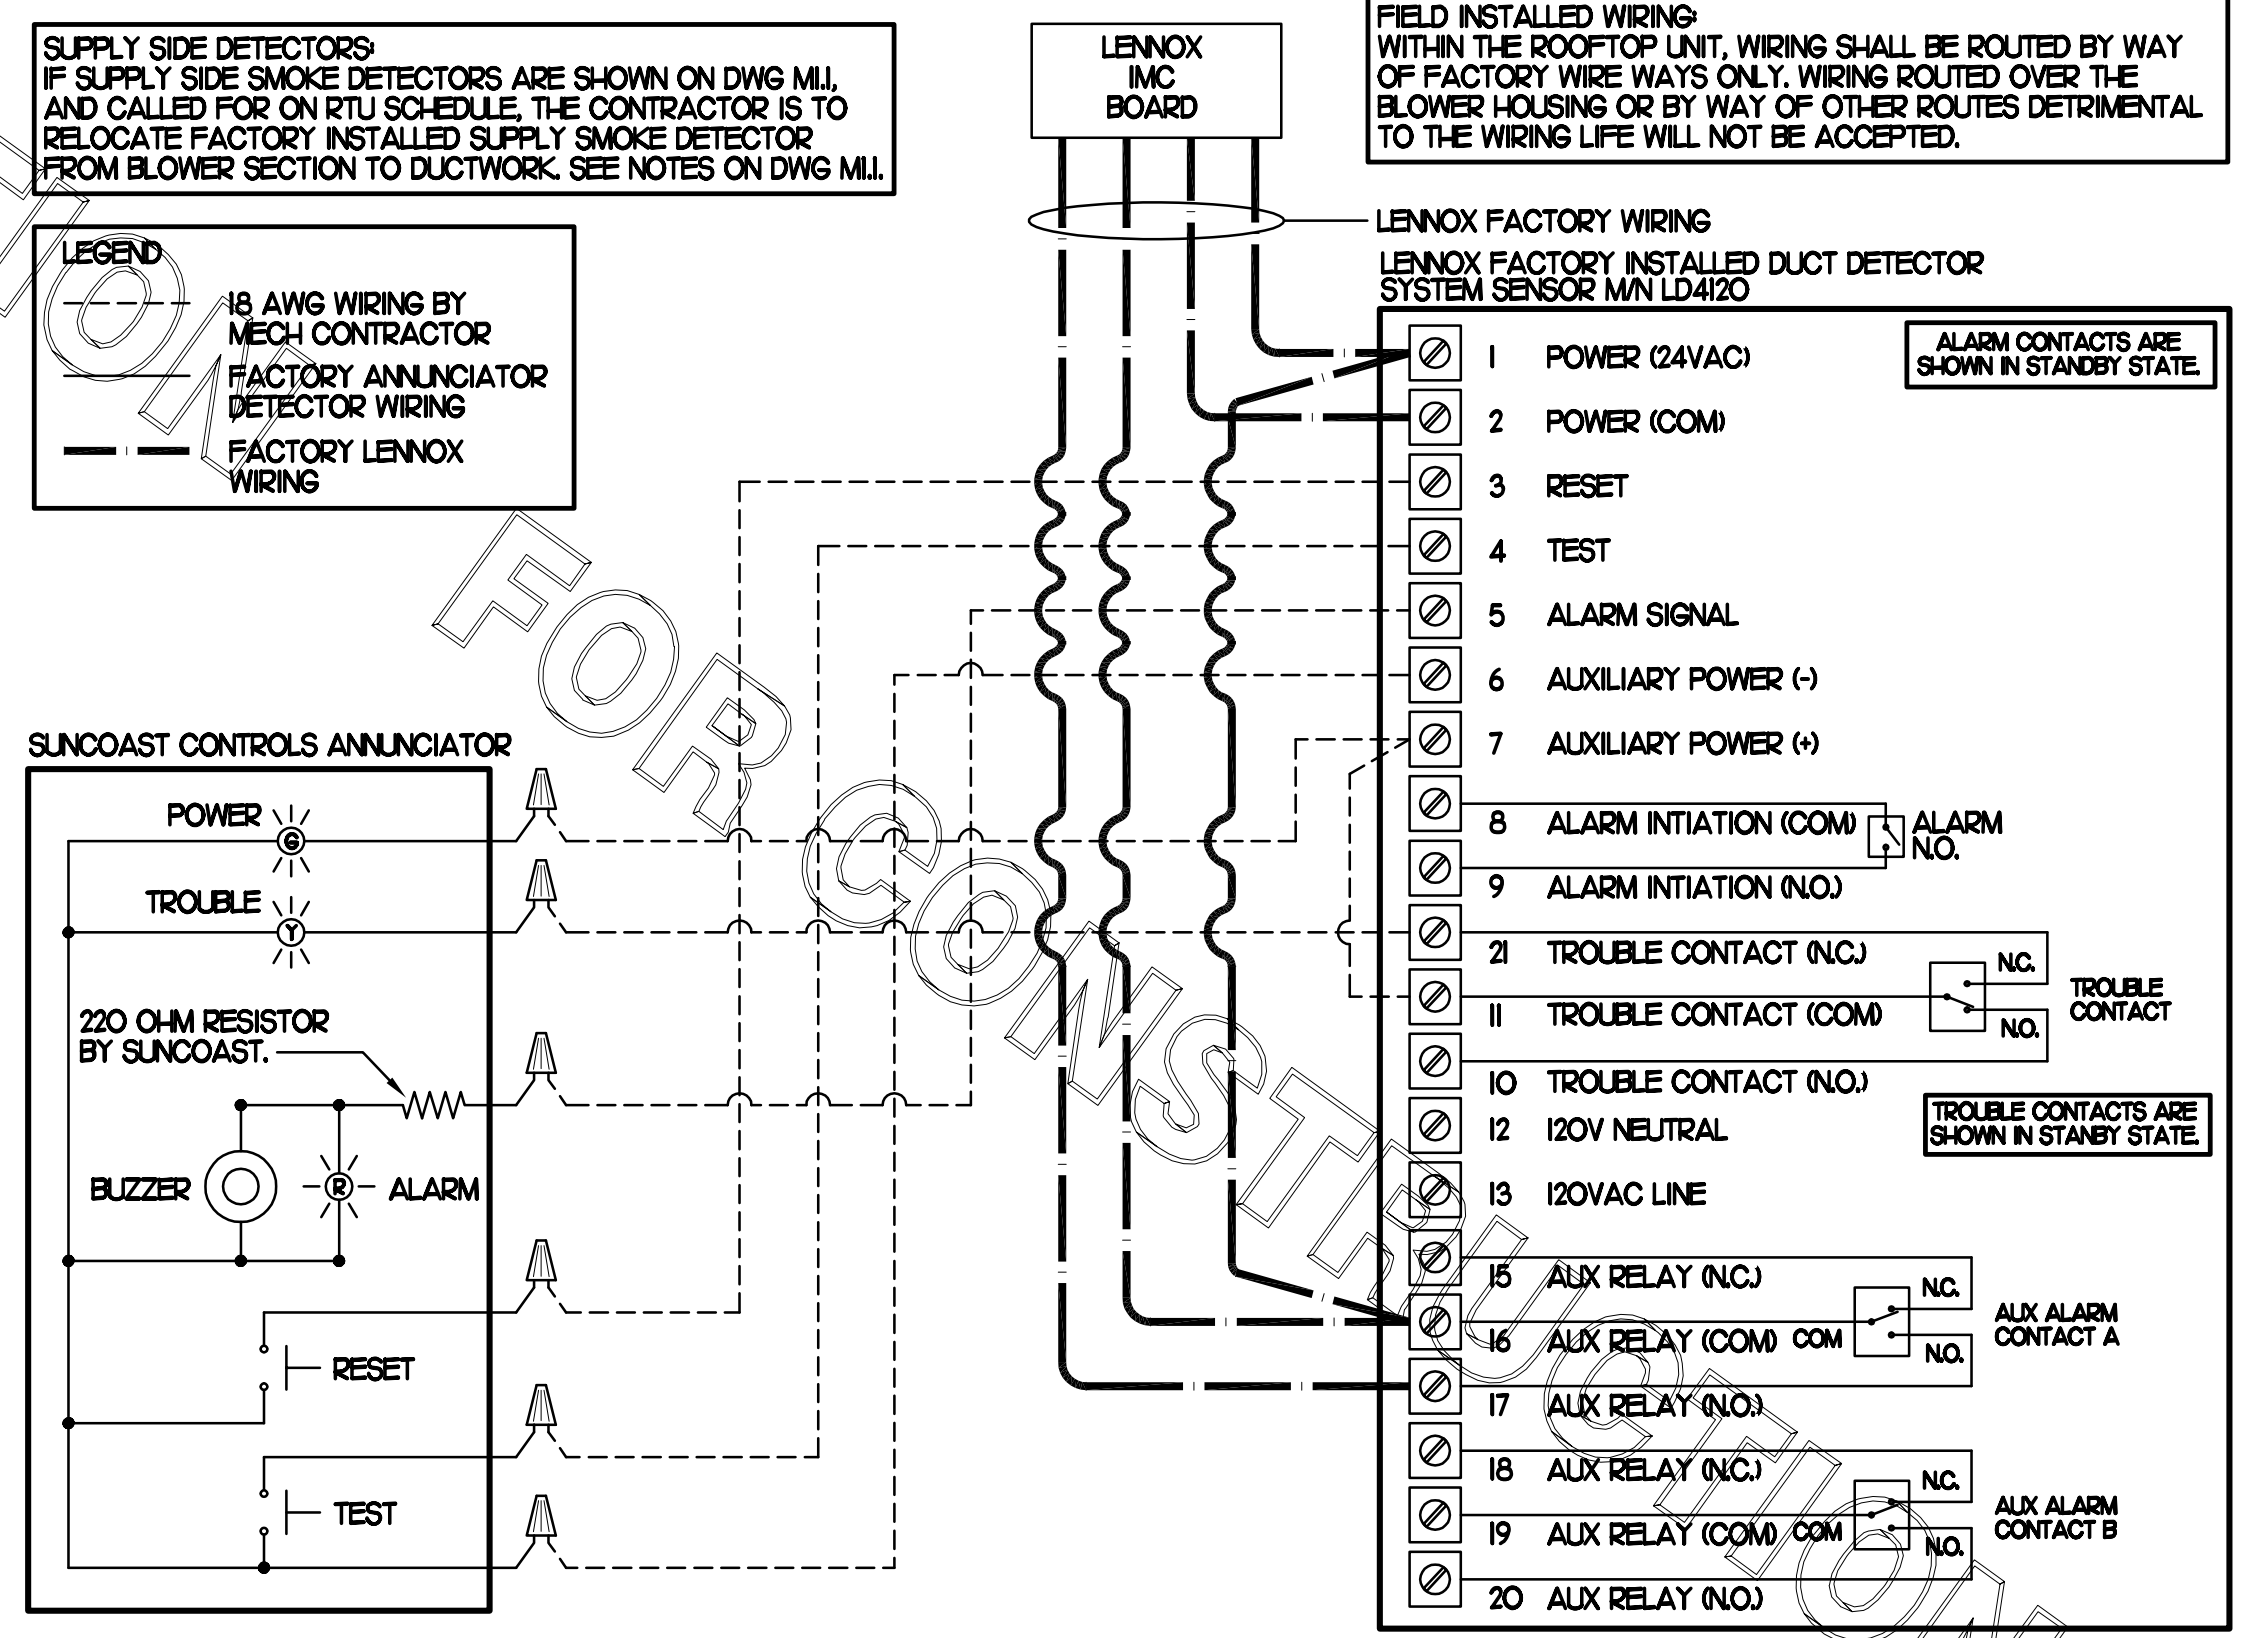 SUPPLY SIDE DETECTORS:
IF SUPPLY SIDE SMOKE DETECTORS ARE SHOWN ON DWG M1.1,
AND CALLED FOR ON RTU SCHEDULE, THE CONTRACTOR IS TO
RELOCATE FACTORY INSTALLED SUPPLY SMOKE DETECTOR
FROM BLOWER SECTION TO DUCTWORK. SEE NOTES ON DWG M1.1.
LENNOX
IMC
BOARD
FIELD INSTALLED WIRING:
WITHIN THE ROOFTOP UNIT, WIRING SHALL BE ROUTED BY WAY
OF FACTORY WIRE WAYS ONLY. WIRING ROUTED OVER THE
BLOWER HOUSING OR BY WAY OF OTHER ROUTES DETRIMENTAL
TO THE WIRING LIFE WILL NOT BE ACCEPTED.
LENNOX FACTORY WIRING
LEGEND
18 AWG WIRING BY
MECH CONTRACTOR
FACTORY ANNUNCIATOR
DETECTOR WIRING
FACTORY LENNOX
WIRING
LENNOX FACTORY INSTALLED DUCT DETECTOR
SYSTEM SENSOR M/N LD4120
ALARM CONTACTS ARE
SHOWN IN STANDBY STATE.
1 POWER (24VAC)
2 POWER (COM)
3 RESET
4 TEST
5 ALARM SIGNAL
6 AUXILIARY POWER (-)
7 AUXILIARY POWER (+)
8 ALARM INTIATION (COM)
ALARM
N.O.
9 ALARM INTIATION (N.O.)
21 TROUBLE CONTACT (N.C.)
N.C.
TROUBLE
CONTACT
11 TROUBLE CONTACT (COM)
N.O.
10 TROUBLE CONTACT (N.O.)
12 120V NEUTRAL
TROUBLE CONTACTS ARE
SHOWN IN STANBY STATE.
13 120VAC LINE
15 AUX RELAY (N.C.)
N.C.
AUX ALARM
CONTACT A
16 AUX RELAY (COM) COM
N.O.
17 AUX RELAY (N.O.)
18 AUX RELAY (N.C.)
N.C.
AUX ALARM
CONTACT B
19 AUX RELAY (COM) COM
N.O.
20 AUX RELAY (N.O.)
SUNCOAST CONTROLS ANNUNCIATOR
POWER
G
TROUBLE
Y
220 OHM RESISTOR
BY SUNCOAST.
BUZZER
R
ALARM
RESET
TEST
FOR CONSTRUCTION